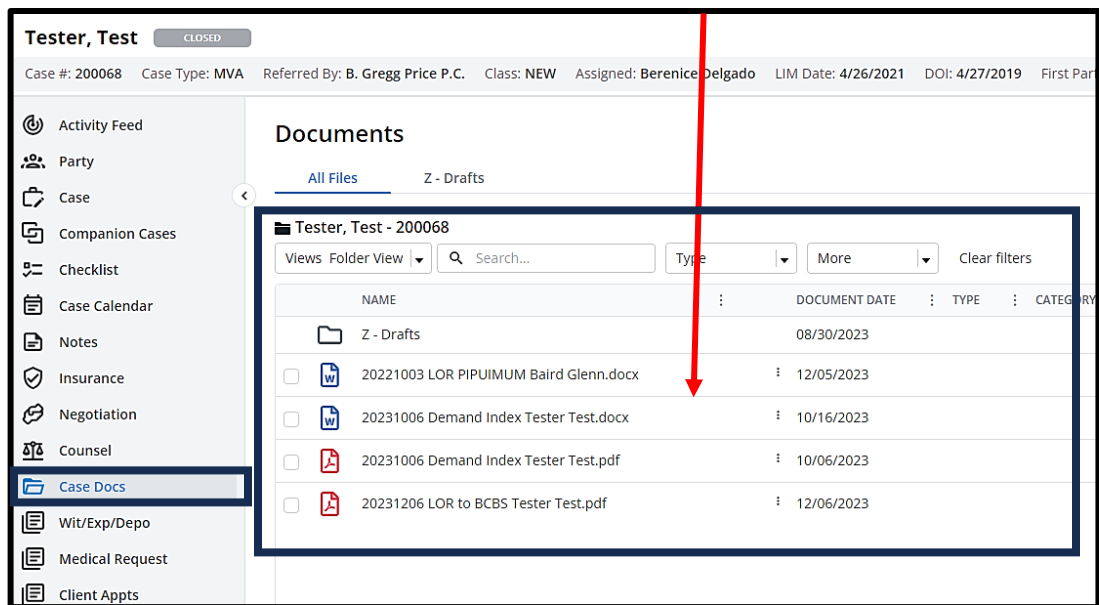 Tester, Test CLOSED
Case #: 200068 Case Type: MVA Referred By: B. Gregg Price P.C. Class: NEW Assigned: Berenice Delgado LIM Date: 4/26/2021 DOI: 4/27/2019 First Part
Activity Feed
Party
Case
Companion Cases
Checklist
Case Calendar
Notes
Insurance
Negotiation
Counsel
Case Docs
Wit/Exp/Depo
Medical Request
Client Appts
Documents
All Files Z - Drafts
Tester, Test - 200068
Views Folder View Search... Type More Clear filters
NAME DOCUMENT DATE TYPE CATEGORY
Z - Drafts 08/30/2023
20221003 LOR PIPUIMUM Baird Glenn.docx 12/05/2023
20231006 Demand Index Tester Test.docx 10/16/2023
20231006 Demand Index Tester Test.pdf 10/06/2023
20231206 LOR to BCBS Tester Test.pdf 12/06/2023